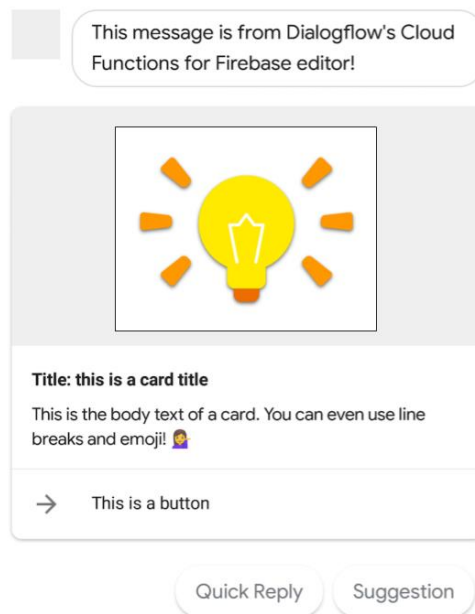 This message is from Dialogflow's Cloud
Functions for Firebase editor!
Title: this is a card title
This is the body text of a card. You can even use line
breaks and emoji! 💁
This is a button
Quick Reply
Suggestion